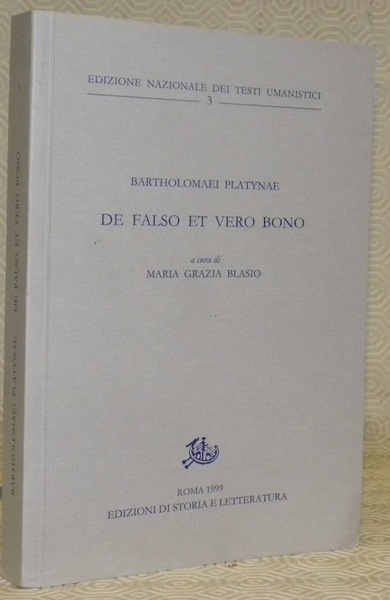 EDIZIONE NAZIONALE DEI TESTI UMANISTICI
3
BARTHOLOMAEI PLATYNAE
DE FALSO ET VERO BONO
a cura di
MARIA GRAZIA BLASIO
ROMA 1999
EDIZIONI DI STORIA E LETTERATURA
BARTHOLOMAEI PLATYNAE DE FALSO ET VERO BONO